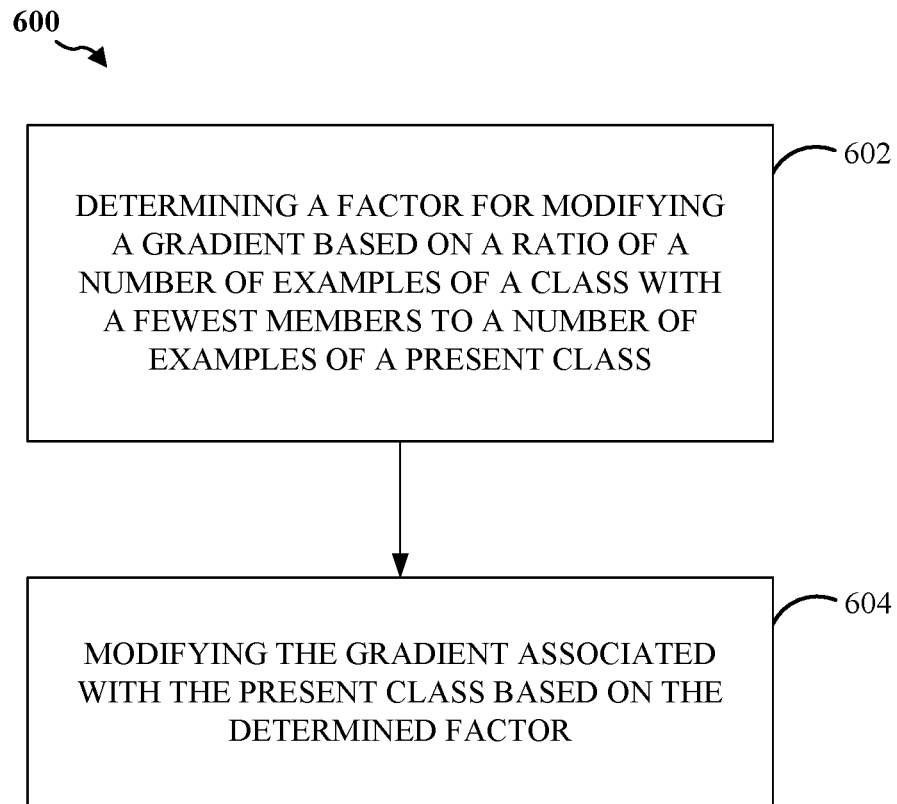 600
602
DETERMINING A FACTOR FOR MODIFYING
A GRADIENT BASED ON A RATIO OF A
NUMBER OF EXAMPLES OF A CLASS WITH
A FEWEST MEMBERS TO A NUMBER OF
EXAMPLES OF A PRESENT CLASS
604
MODIFYING THE GRADIENT ASSOCIATED
WITH THE PRESENT CLASS BASED ON THE
DETERMINED FACTOR